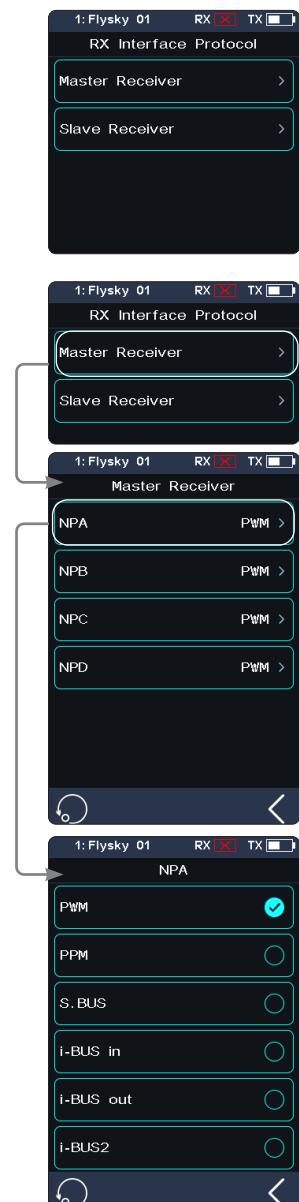 1: Flysky 01 RX TX
RX Interface Protocol
Master Receiver
Slave Receiver
1: Flysky 01 RX TX
RX Interface Protocol
Master Receiver
Slave Receiver
1: Flysky 01 RX TX
Master Receiver
NPA PWM
NPB PWM
NPC PWM
NPD PWM
1: Flysky 01 RX TX
NPA
PWM
PPM
S.BUS
i-BUS in
i-BUS out
i-BUS2